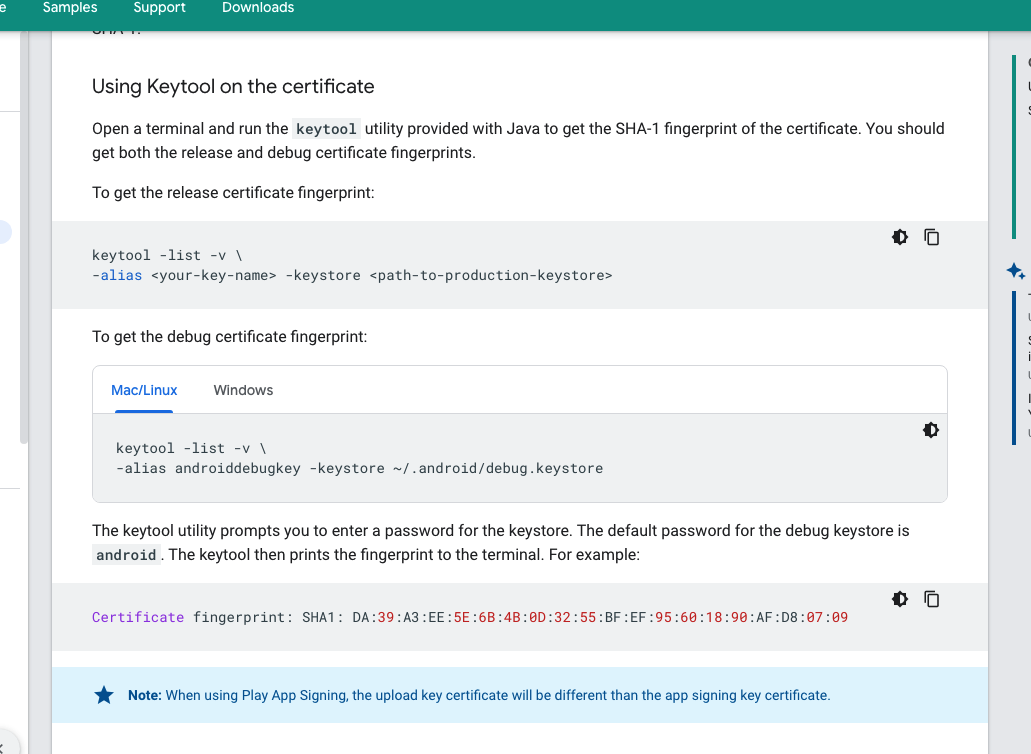 Samples Support Downloads
SHA-1.
Using Keytool on the certificate
Open a terminal and run the keytool utility provided with Java to get the SHA-1 fingerprint of the certificate. You should
get both the release and debug certificate fingerprints.
To get the release certificate fingerprint:
keytool -list -v \
-alias <your-key-name> -keystore <path-to-production-keystore>
To get the debug certificate fingerprint:
Mac/Linux Windows
keytool -list -v \
-alias androiddebugkey -keystore ~/.android/debug.keystore
The keytool utility prompts you to enter a password for the keystore. The default password for the debug keystore is
android. The keytool then prints the fingerprint to the terminal. For example:
Certificate fingerprint: SHA1: DA:39:A3:EE:5E:6B:4B:0D:32:55:BF:EF:95:60:18:90:AF:D8:07:09
Note: When using Play App Signing, the upload key certificate will be different than the app signing key certificate.